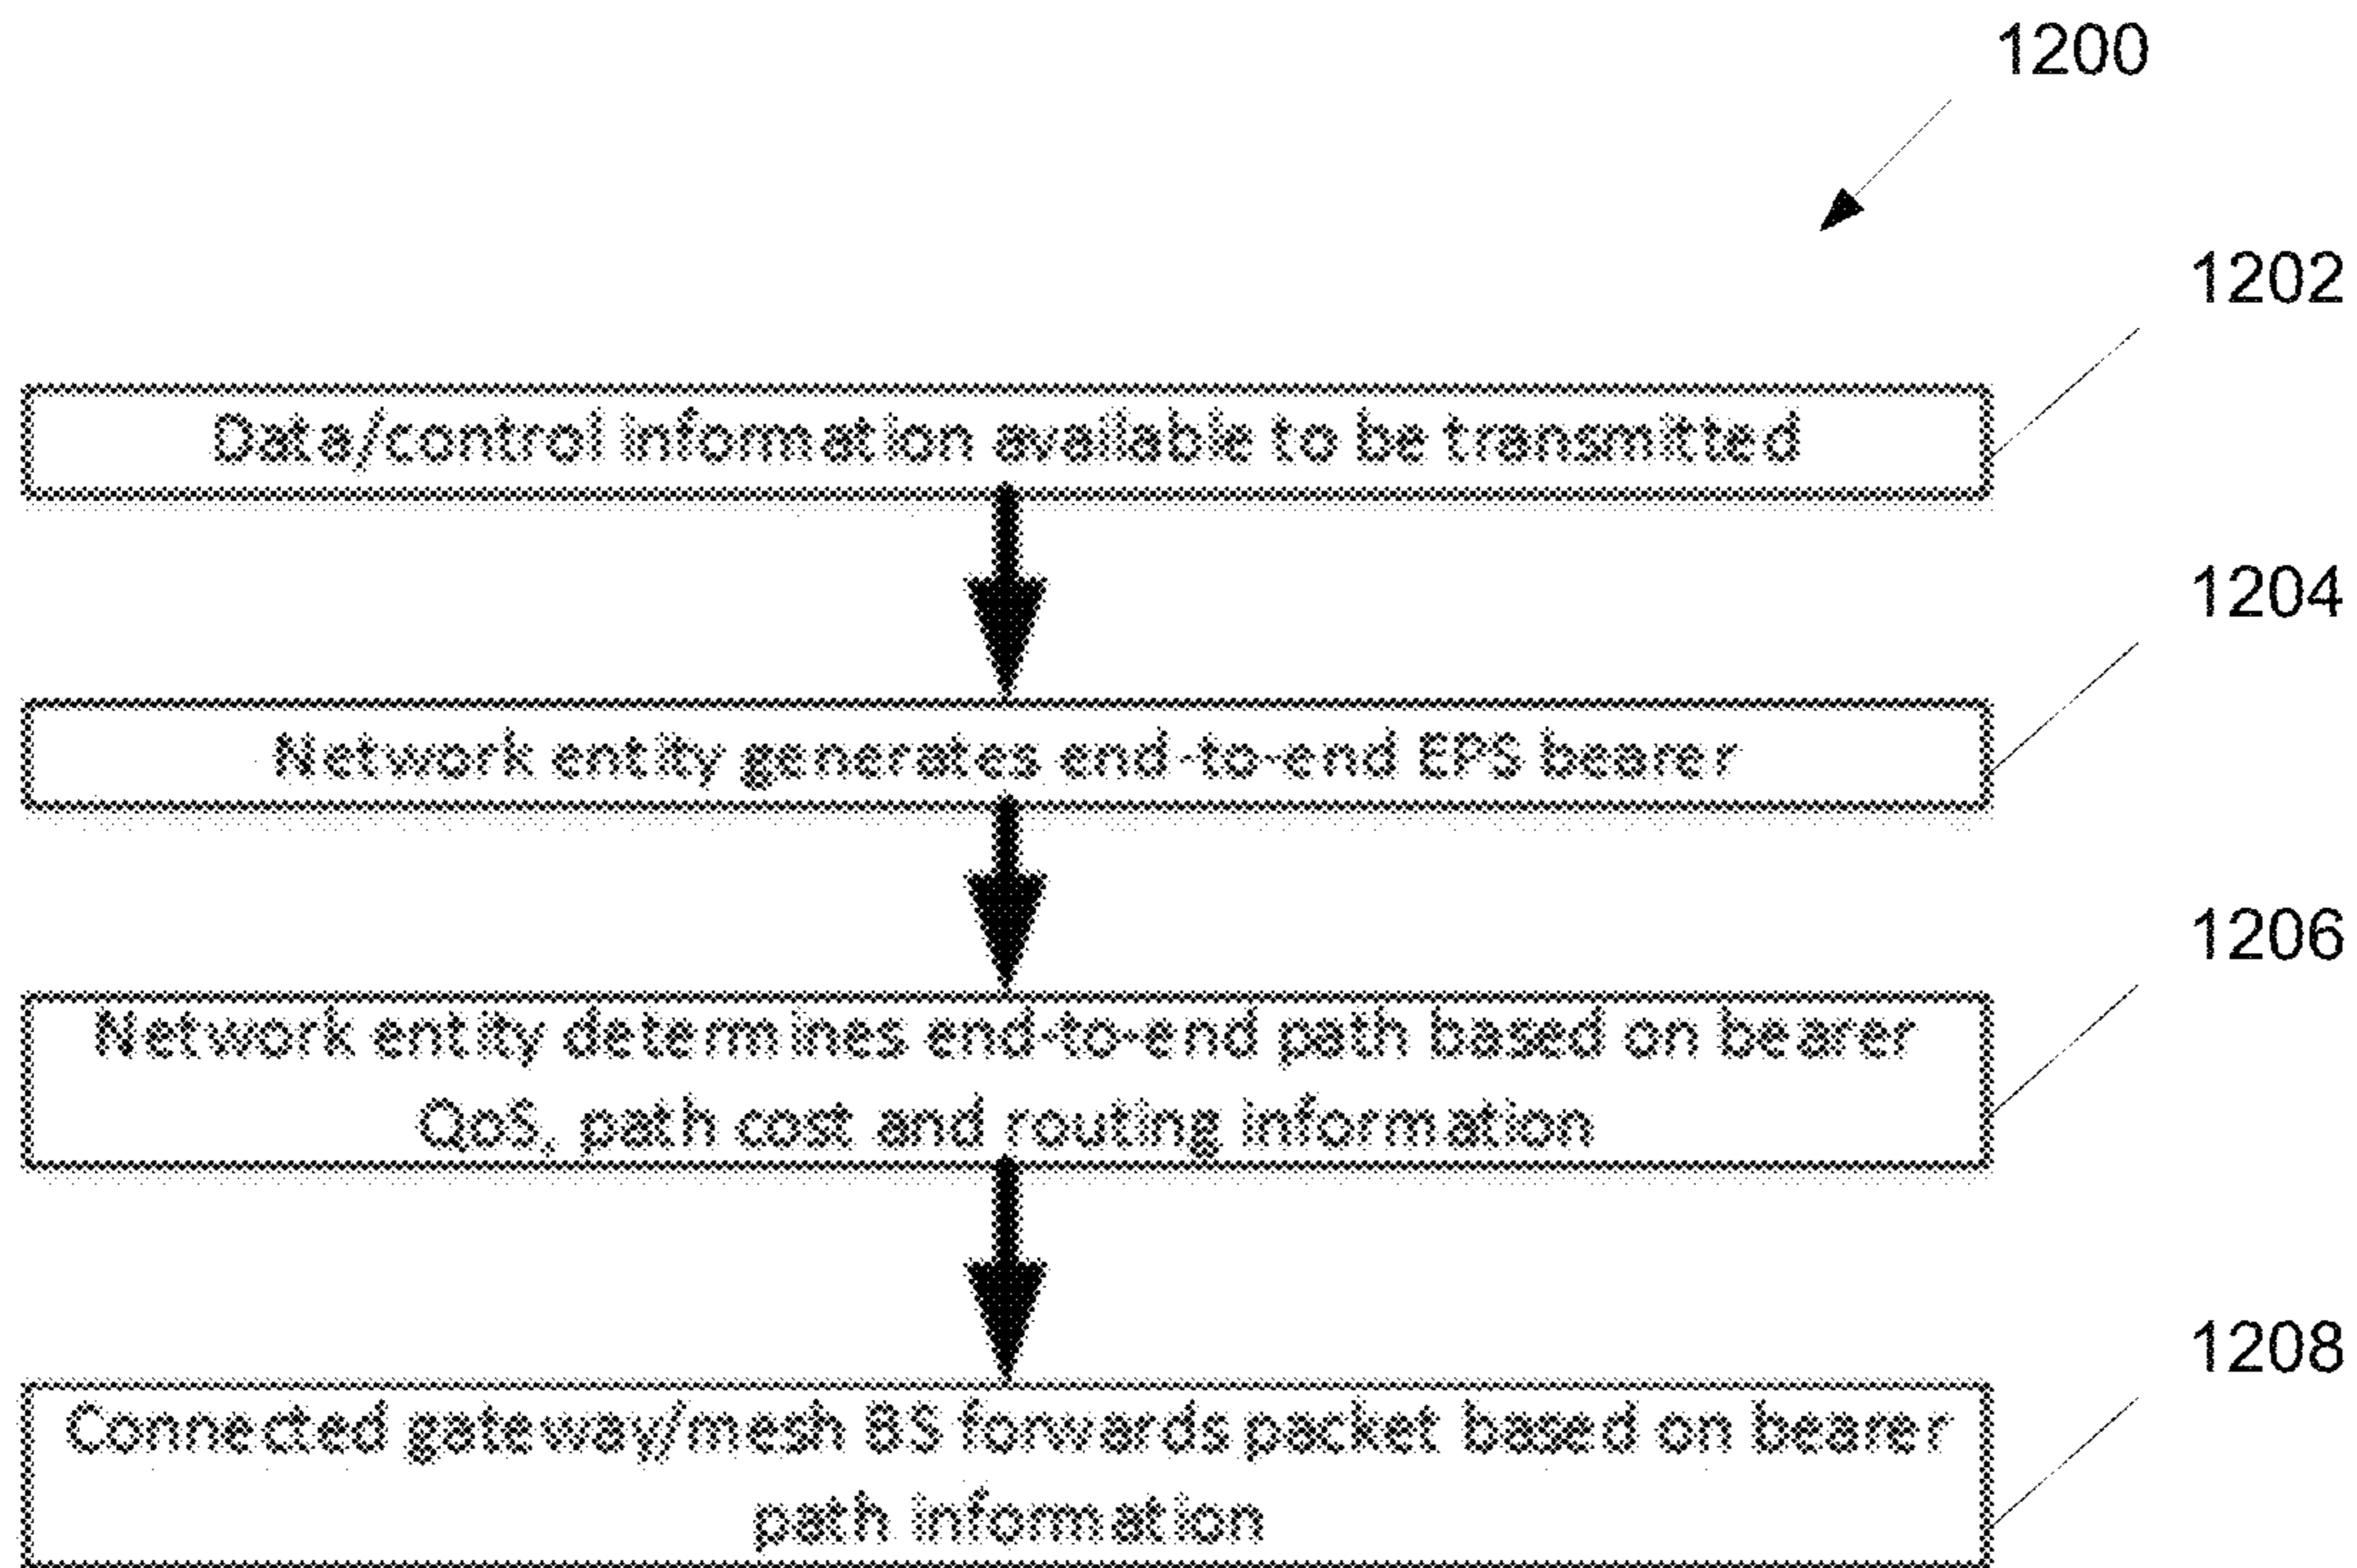 1200
1202
Data/control information available to be transmitted
1204
Network entity generates end-to-end EPS bearer
1206
Network entity determines end-to-end path based on bearer
QoS, path cost and routing information
1208
Connected gateway/mesh BS forwards packet based on bearer
path information